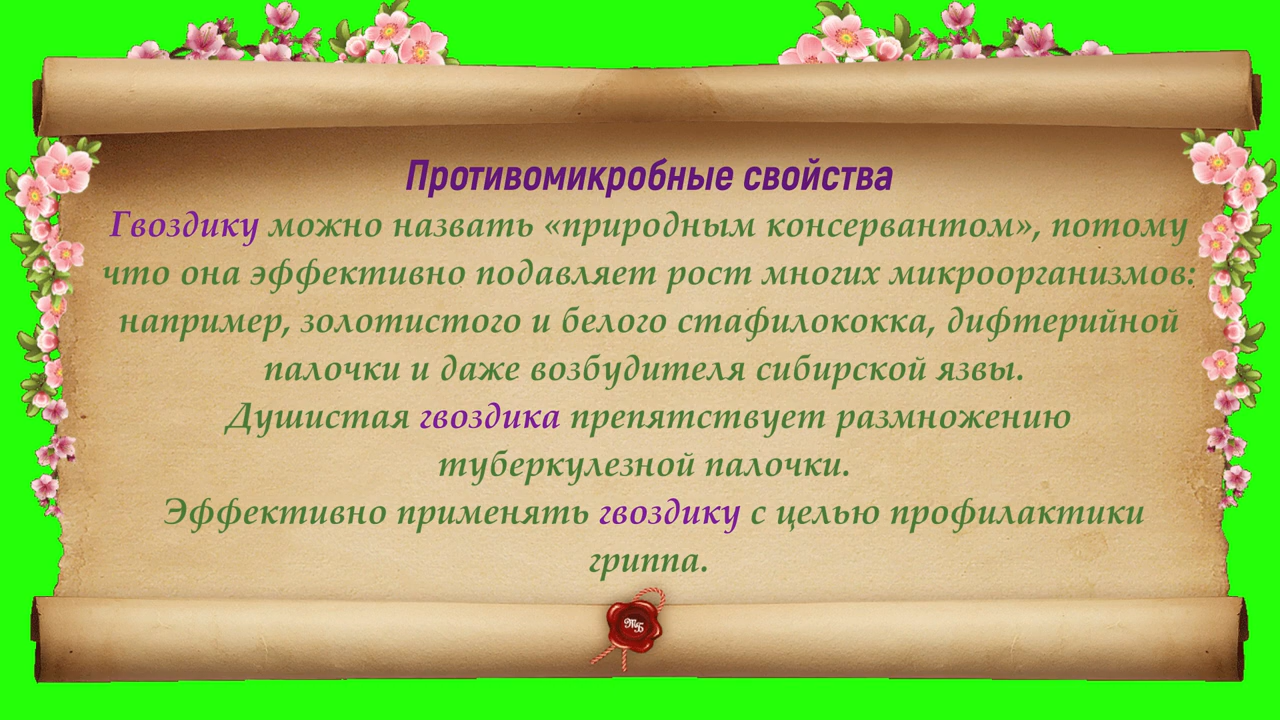 Противомикробные свойства
Гвоздику можно назвать «природным консервантом», потому
что она эффективно подавляет рост многих микроорганизмов:
например, золотистого и белого стафилококка, дифтерийной
палочки и даже возбудителя сибирской язвы.
Душистая гвоздика препятствует размножению
туберкулезной палочки.
Эффективно применять гвоздику с целью профилактики
гриппа.
ТБ